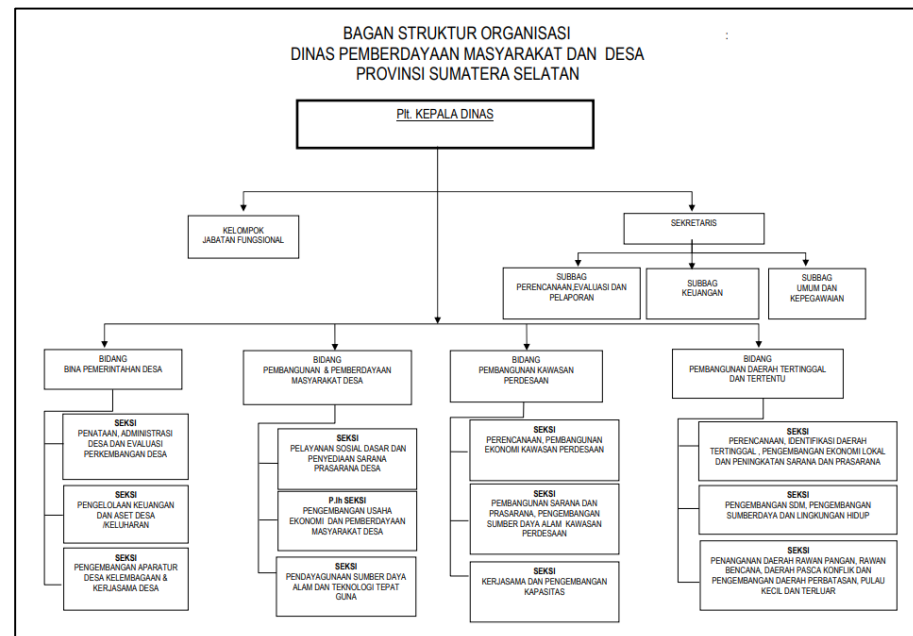 BAGAN STRUKTUR ORGANISASI
:
DINAS PEMBERDAYAAN MASYARAKAT DAN DESA
PROVINSI SUMATERA SELATAN
Plt. KEPALA DINAS
KELOMPOK
JABATAN FUNGSIONAL
SEKRETARIS
SUBBAG
PERENCANAAN,EVALUASI DAN
PELAPORAN
SUBBAG
KEUANGAN
SUBBAG
UMUM DAN
KEPEGAWAIAN
BIDANG
BINA PEMERINTAHAN DESA
BIDANG
PEMBANGUNAN & PEMBERDAYAAN
MASYARAKAT DESA
BIDANG
PEMBANGUNAN KAWASAN
PERDESAAN
BIDANG
PEMBANGUNAN DAERAH TERTINGGAL
DAN TERTENTU
SEKSI
PENATAAN, ADMINISTRASI
DESA DAN EVALUASI
PERKEMBANGAN DESA
SEKSI
PENGELOLAAN KEUANGAN
DAN ASET DESA
/KELUHARAN
SEKSI
PENGEMBANGAN APARATUR
DESA KELEMBAGAAN &
KERJASAMA DESA
SEKSI
PELAYANAN SOSIAL DASAR DAN
PENYEDIAAN SARANA
PRASARANA DESA
P.lh SEKSI
PENGEMBANGAN USAHA
EKONOMI DAN PEMBERDAYAAN
MASYARAKAT DESA
SEKSI
PENDAYAGUNAAN SUMBER DAYA
ALAM DAN TEKNOLOGI TEPAT
GUNA
SEKSI
PERENCANAAN, PEMBANGUNAN
EKONOMI KAWASAN PERDESAAN
SEKSI
PEMBANGUNAN SARANA DAN
PRASARANA, PENGEMBANGAN
SUMBER DAYA ALAM KAWASAN
PERDESAAN
SEKSI
KERJASAMA DAN PENGEMBANGAN
KAPASITAS
SEKSI
PERENCANAAN, IDENTIFIKASI DAERAH
TERTINGGAL , PENGEMBANGAN EKONOMI LOKAL
DAN PENINGKATAN SARANA DAN PRASARANA
SEKSI
PENGEMBANGAN SDM, PENGEMBANGAN
SUMBERDAYA DAN LINGKUNGAN HIDUP
SEKSI
PENANGANAN DAERAH RAWAN PANGAN, RAWAN
BENCANA, DAERAH PASCA KONFLIK DAN
PENGEMBANGAN DAERAH PERBATASAN, PULAU
KECIL DAN TERLUAR